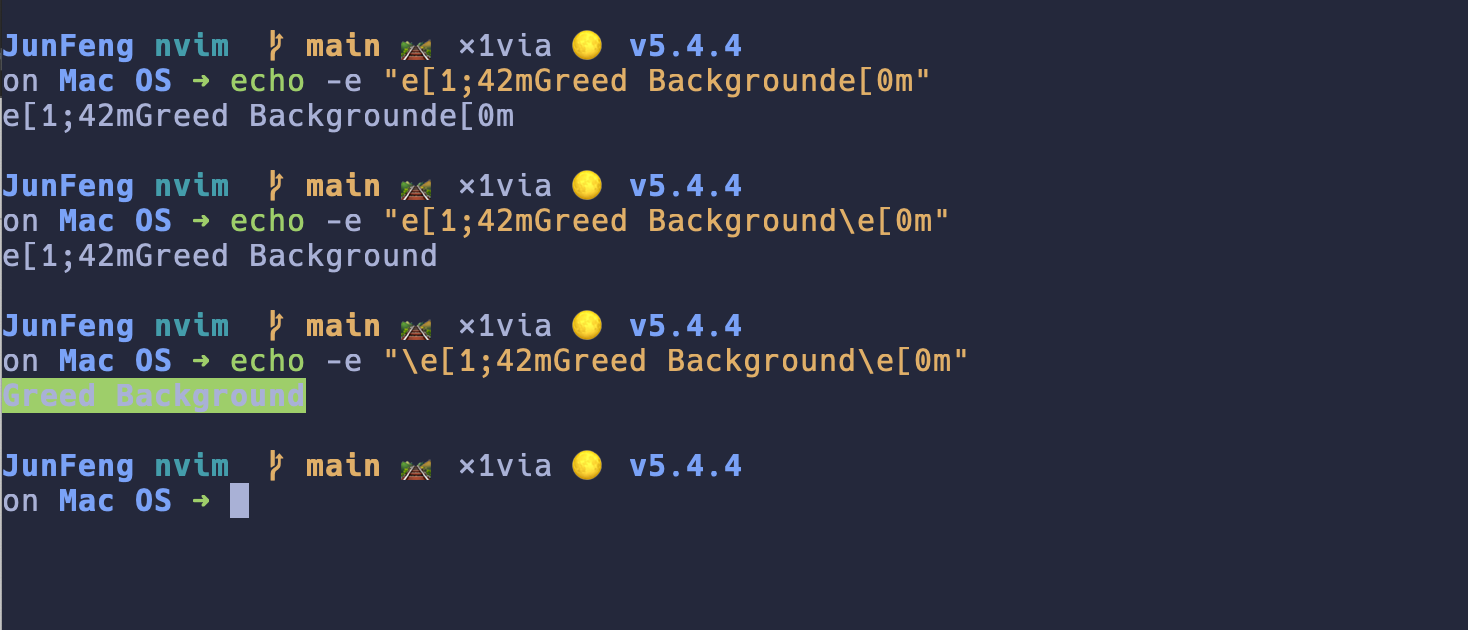 JunFeng nvim main ×1via v5.4.4
on Mac OS ➜ echo -e "e[1;42mGreed Backgrounde[0m"
e[1;42mGreed Backgrounde[0m
JunFeng nvim main ×1via v5.4.4
on Mac OS ➜ echo -e "e[1;42mGreed Background\e[0m"
e[1;42mGreed Background
JunFeng nvim main ×1via v5.4.4
on Mac OS ➜ echo -e "\e[1;42mGreed Background\e[0m"
Greed Background
JunFeng nvim main ×1via v5.4.4
on Mac OS ➜